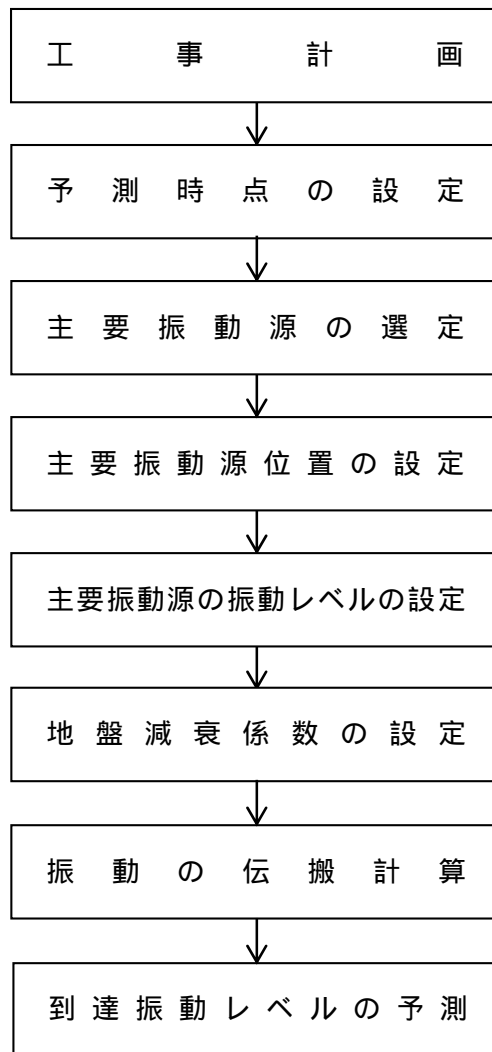 工事計画
予測時点の設定
主要振動源の選定
主要振動源位置の設定
主要振動源の振動レベルの設定
地盤減衰係数の設定
振動の伝搬計算
到達振動レベルの予測